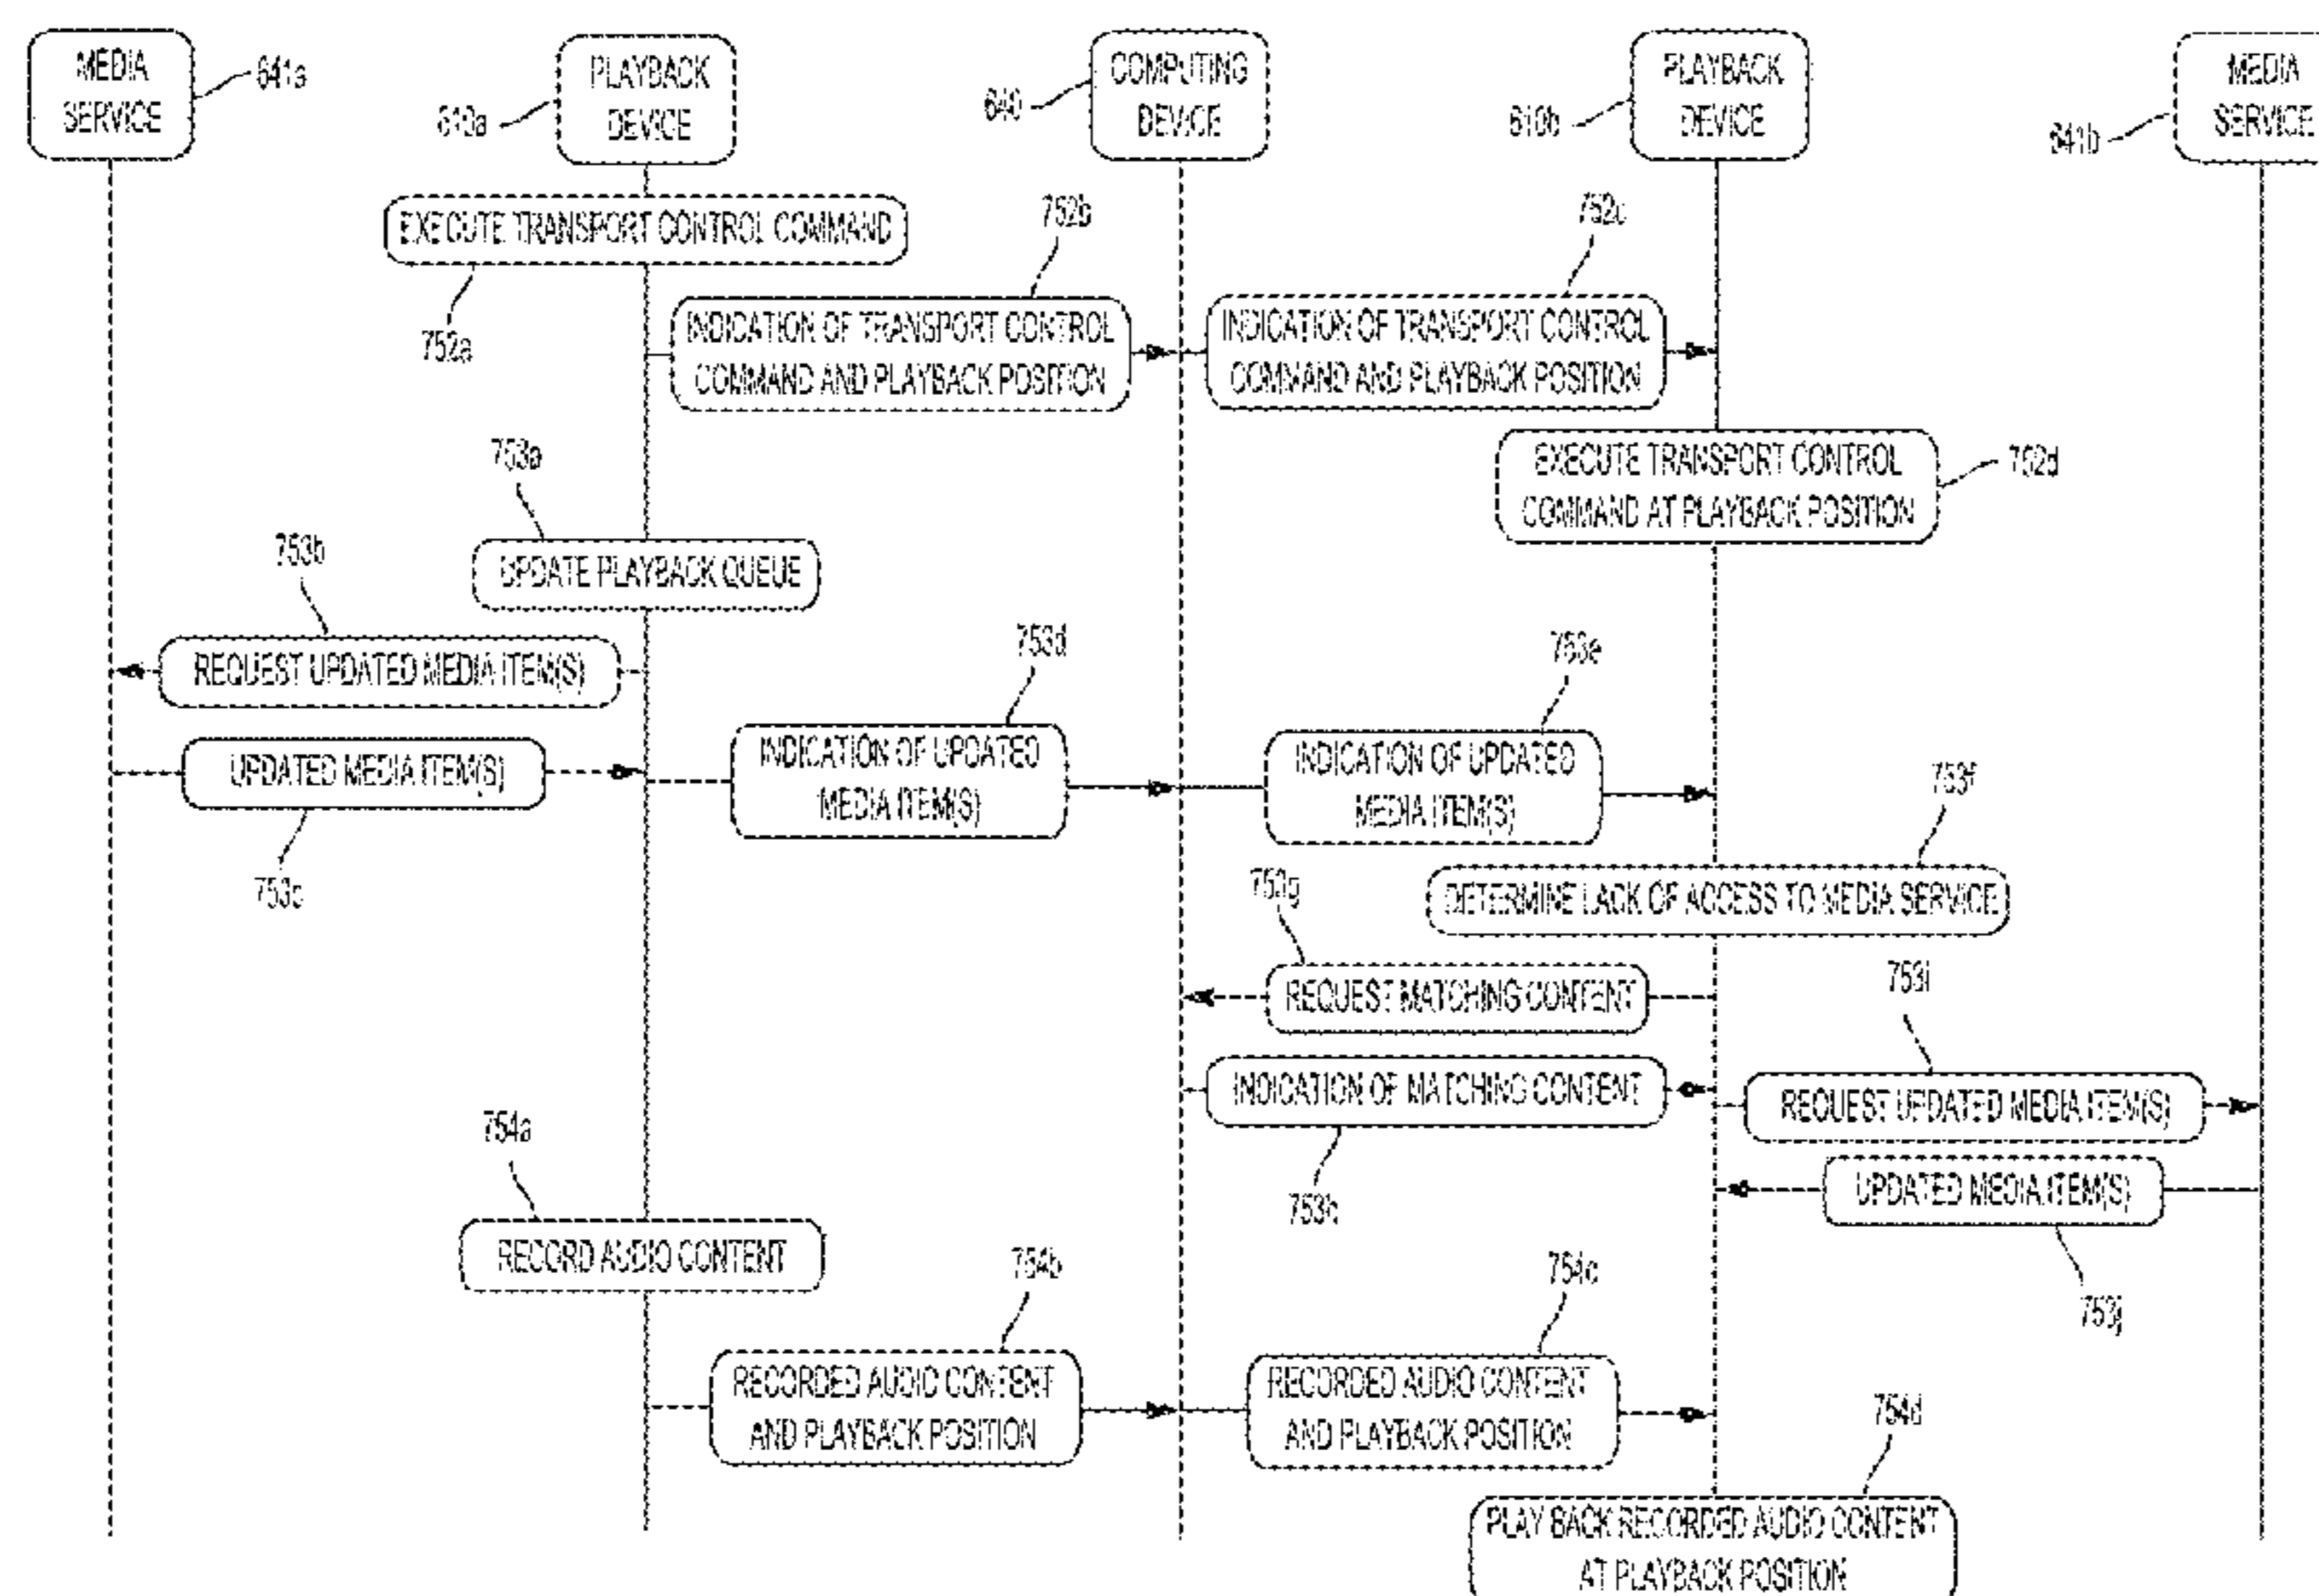 MEDIA
SERVICE
641a
PLAYBACK
DEVICE
610a
COMPUTING
DEVICE
640
PLAYBACK
DEVICE
610b
MEDIA
SERVICE
641b
EXECUTE TRANSPORT CONTROL COMMAND
752a
752b
INDICATION OF TRANSPORT CONTROL
COMMAND AND PLAYBACK POSITION
752c
INDICATION OF TRANSPORT CONTROL
COMMAND AND PLAYBACK POSITION
EXECUTE TRANSPORT CONTROL
COMMAND AT PLAYBACK POSITION
752d
753a
UPDATE PLAYBACK QUEUE
753b
REQUEST UPDATED MEDIA ITEM(S)
UPDATED MEDIA ITEM(S)
753c
753d
INDICATION OF UPDATED
MEDIA ITEM(S)
753e
INDICATION OF UPDATED
MEDIA ITEM(S)
753f
DETERMINE LACK OF ACCESS TO MEDIA SERVICE
753g
REQUEST MATCHING CONTENT
INDICATION OF MATCHING CONTENT
753h
753i
REQUEST UPDATED MEDIA ITEM(S)
UPDATED MEDIA ITEM(S)
753j
754a
RECORD AUDIO CONTENT
754b
RECORDED AUDIO CONTENT
AND PLAYBACK POSITION
754c
RECORDED AUDIO CONTENT
AND PLAYBACK POSITION
754d
PLAY BACK RECORDED AUDIO CONTENT
AT PLAYBACK POSITION